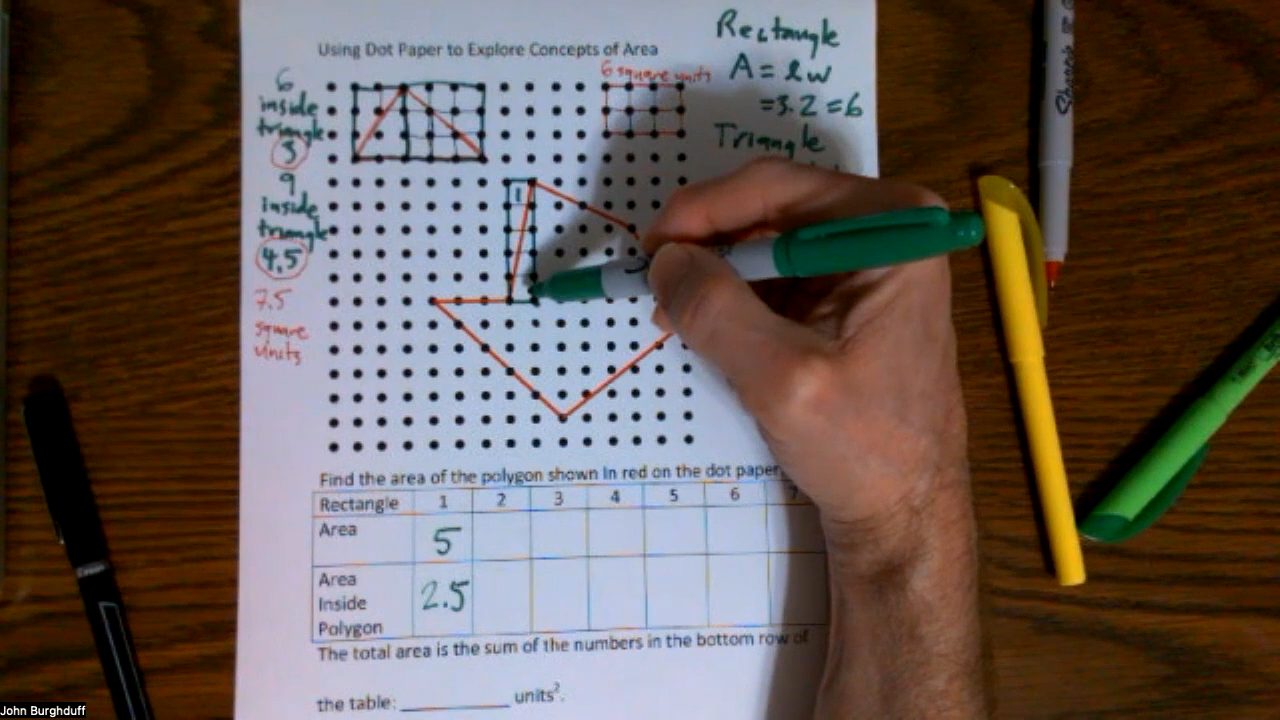 Using Dot Paper to Explore Concepts of Area
6
inside
triangle
3
9
inside
triangle
4.5
7.5
square
units
6 square units
Rectangle
A = lw
=3.2 =6
Triangle
1
Find the area of the polygon shown in red on the dot paper
Rectangle 1 2 3 4 5 6 7
Area 5
Area
Inside
Polygon 2.5
The total area is the sum of the numbers in the bottom row of
the table: __________ units².
Sharpie
John Burghduff